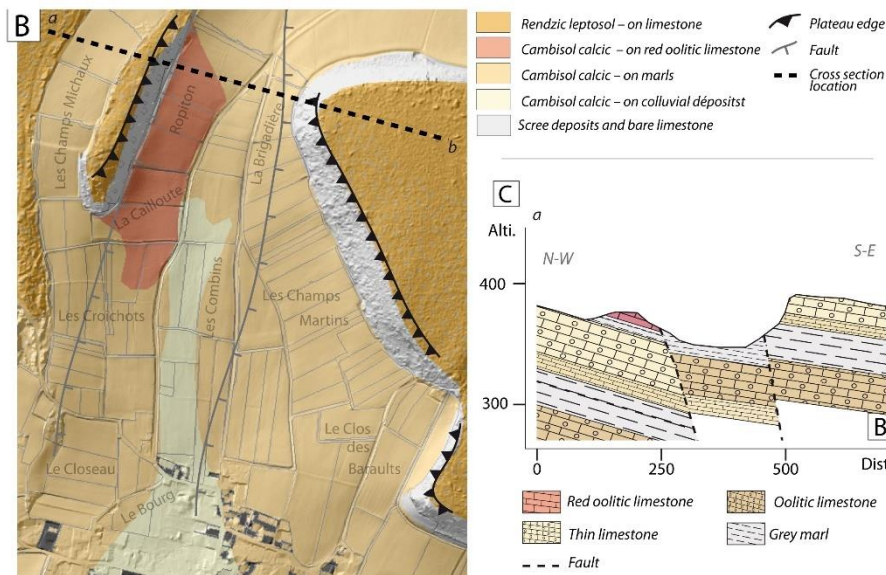 B
a
Les Champs Michaux
Ropiton
La Brigadière
b
La Cailloute
Les Combins
Les Croichots
Les Champs
Martins
Le Clos
des
Baraults
Le Closeau
Le Bourg
Rendzic leptosol – on limestone
Cambisol calcic – on red oolitic limestone
Cambisol calcic – on marls
Cambisol calcic – on colluvial dépositst
Scree deposits and bare limestone
Plateau edge
Fault
Cross section
location
C
a
Alti.
N-W
S-E
400
300
B
0
250
500
Dist
Red oolitic limestone
Oolitic limestone
Thin limestone
Grey marl
Fault